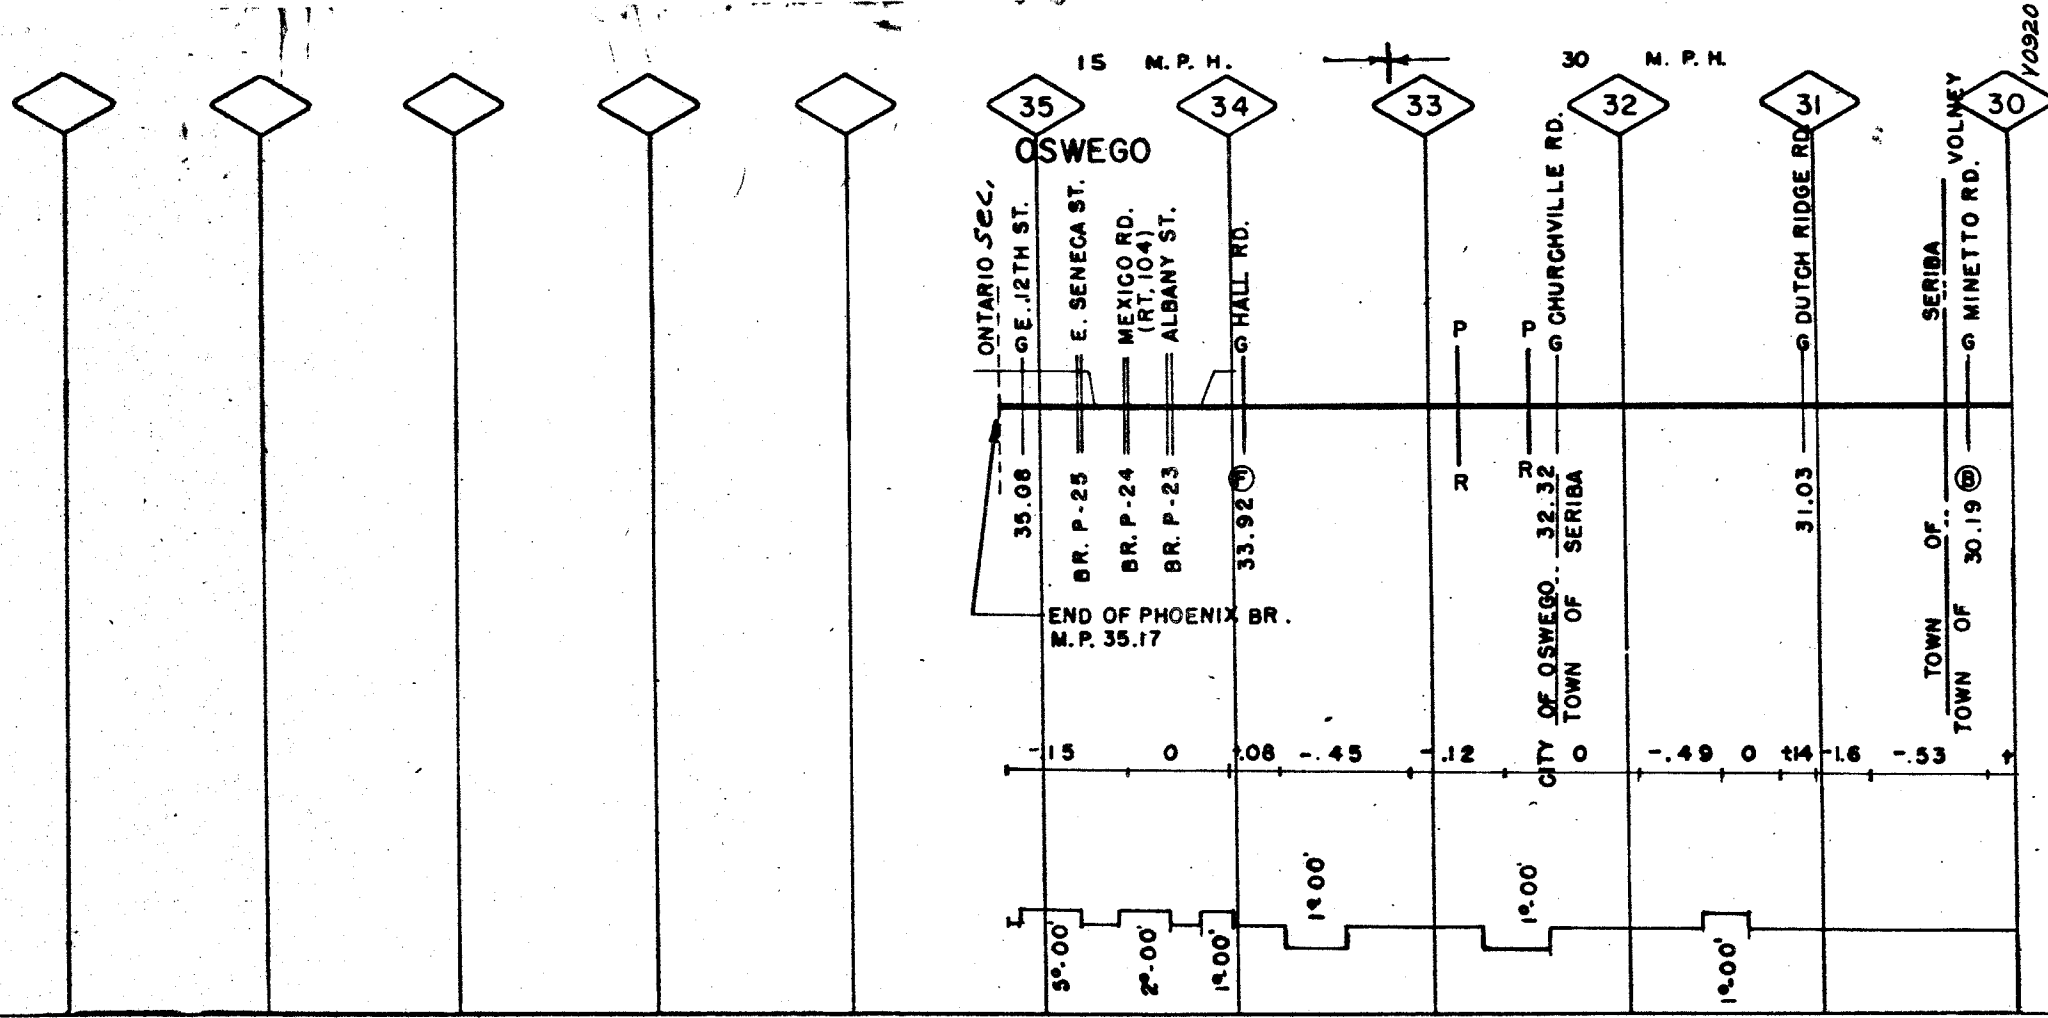 15 M. P. H.
30 M. P. H.
V0920
35
34
33
32
31
30
OSWEGO
ONTARIO Sec.
G E. 12TH ST.
E. SENECA ST.
MEXICO RD.
(RT. 104)
ALBANY ST.
G HALL RD.
P
P
G CHURCHVILLE RD.
G DUTCH RIDGE RD.
SERIBA
VOLNEY
G MINETTO RD.
35.08
BR. P-25
BR. P-24
BR. P-23
33.92
R
R
32.32
CITY OF OSWEGO
TOWN OF SERIBA
31.03
TOWN OF
TOWN OF
30.19
END OF PHOENIX BR.
M.P. 35.17
-.15 0 +.08 -.45 -.12 0 -.49 0 +.14 -1.6 -.53 +
5°-00'
2°-00'
1°-00'
1°-00'
1°-00'
1°-00'